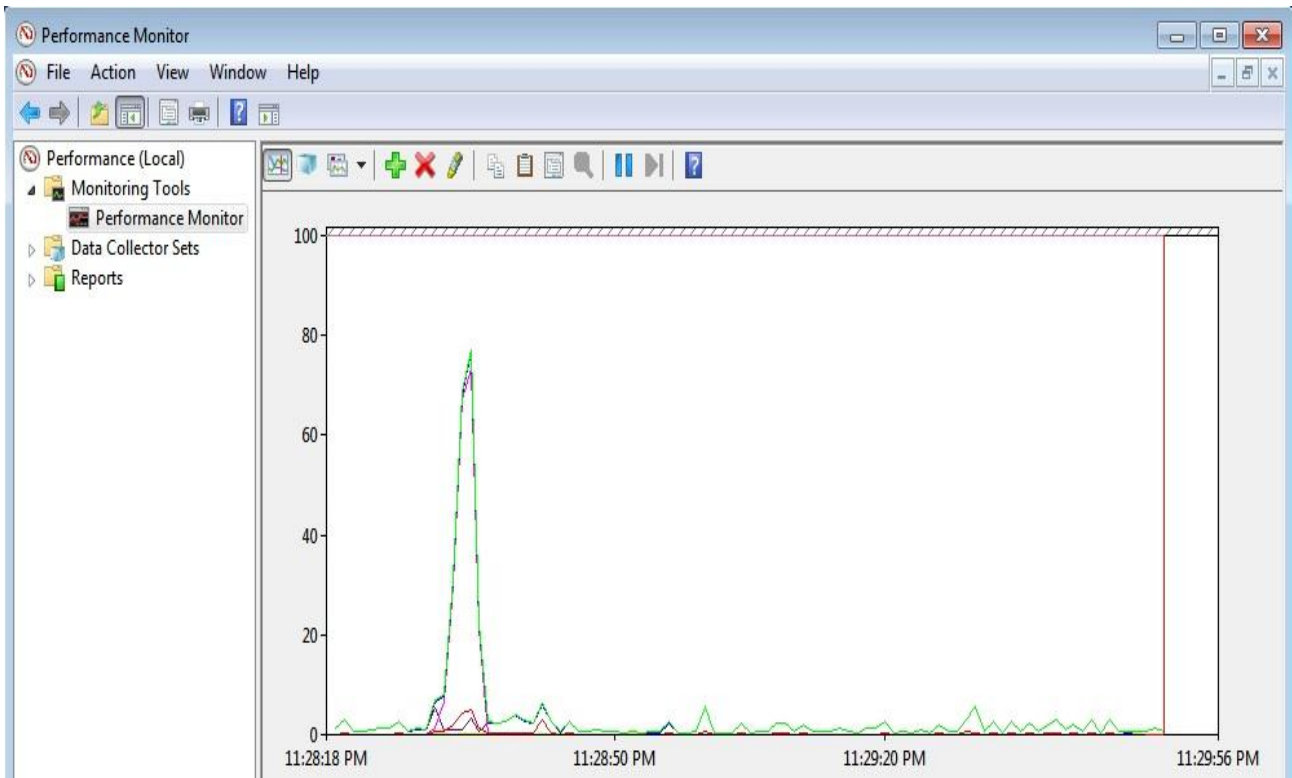 Performance Monitor
File Action View Window Help
Performance (Local)
Monitoring Tools
Performance Monitor
Data Collector Sets
Reports
100
80
60
40
20
0
11:28:18 PM 11:28:50 PM 11:29:20 PM 11:29:56 PM